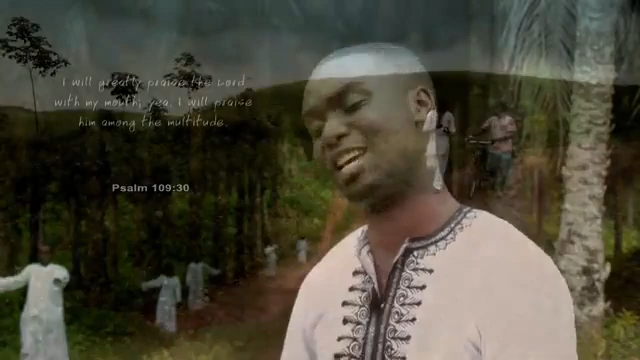 I will greatly praise the Lord
with my mouth; yea, I will praise
him among the multitude.
Psalm 109:30